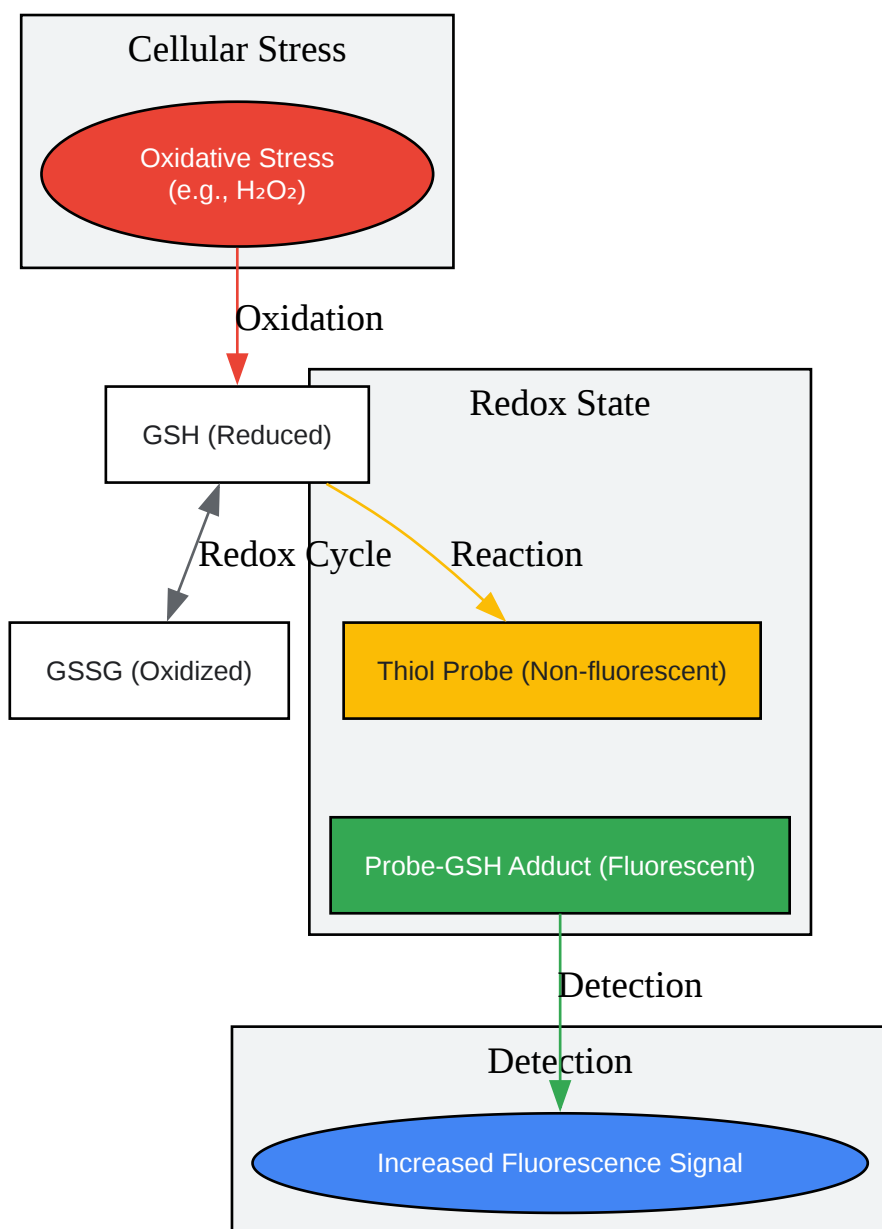 Cellular Stress
Oxidative Stress
(e.g., H₂O₂)
Oxidation
Redox State
GSH (Reduced)
Redox Cycle
Reaction
GSSG (Oxidized)
Thiol Probe (Non-fluorescent)
Probe-GSH Adduct (Fluorescent)
Detection
Detection
Increased Fluorescence Signal